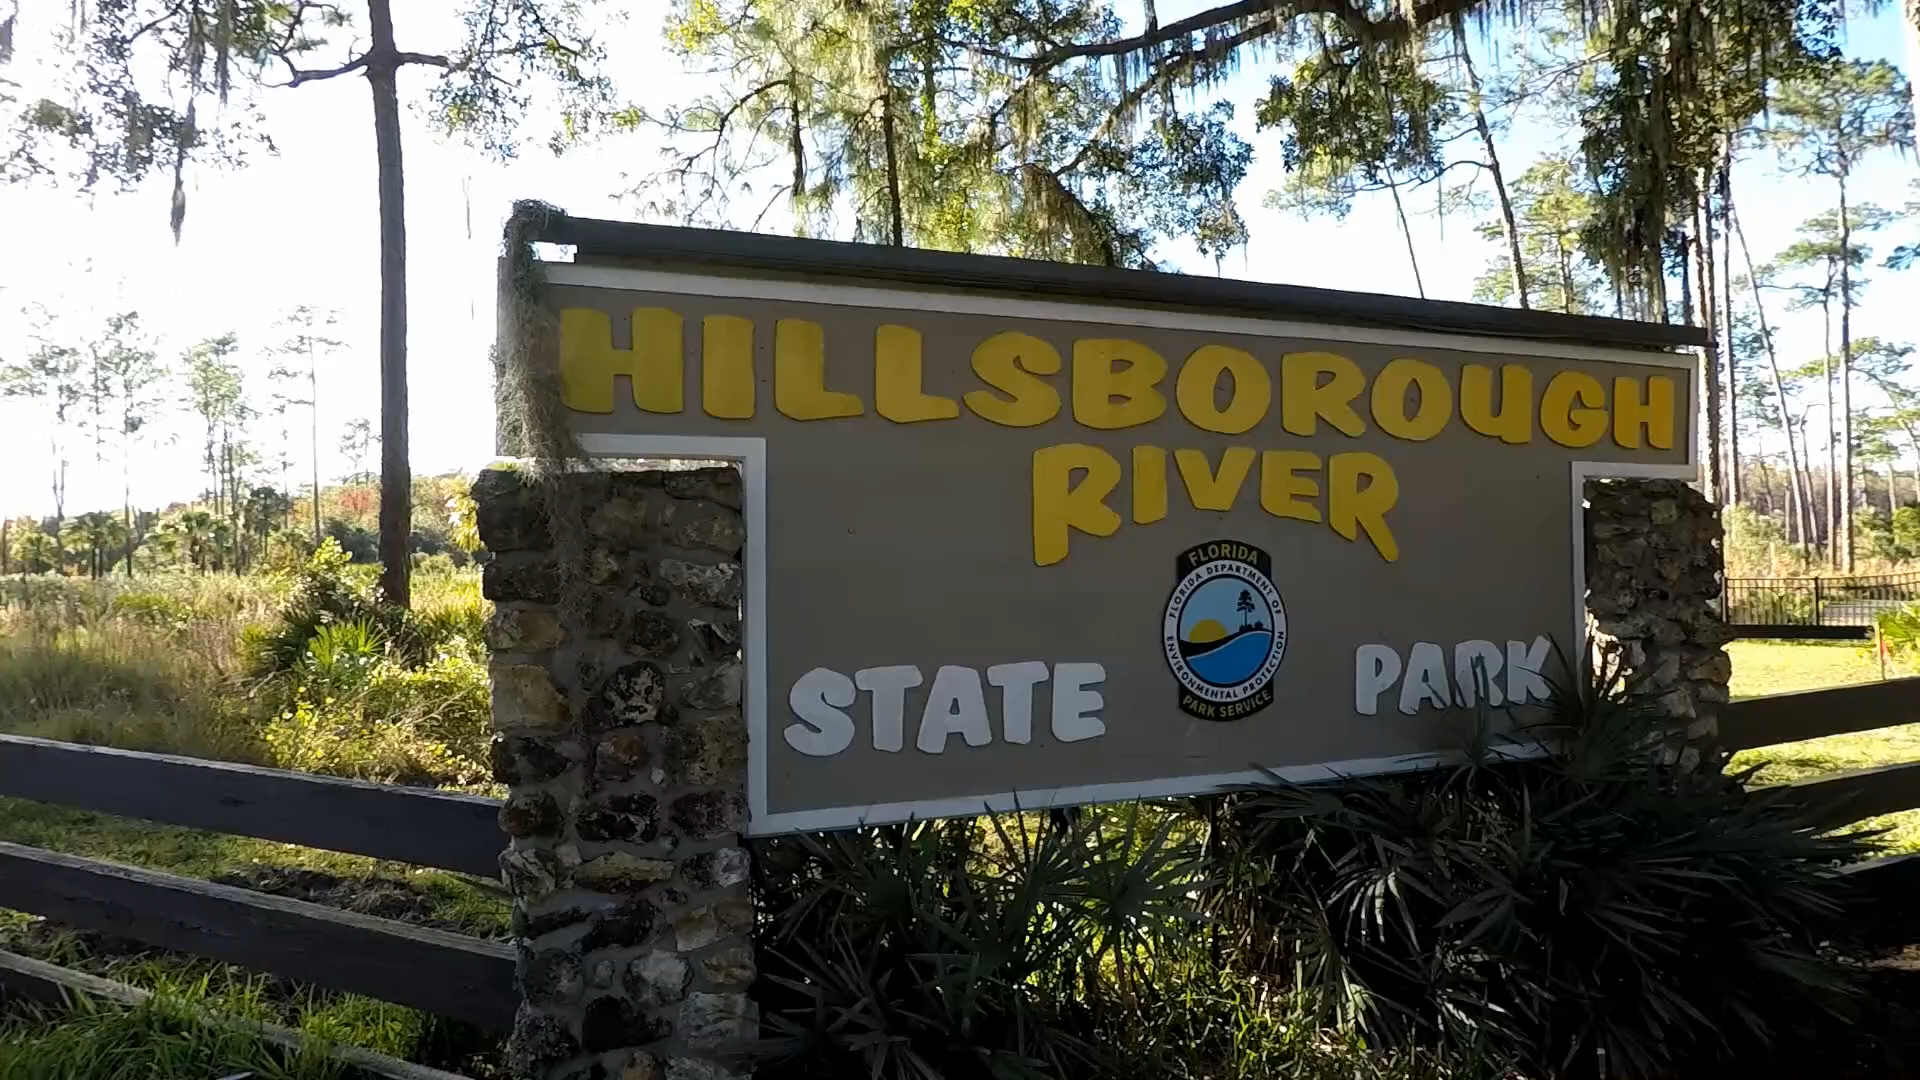 HILLSBOROUGH
RIVER
FLORIDA
FLORIDA DEPARTMENT OF
ENVIRONMENTAL PROTECTION
PARK SERVICE
STATE PARK